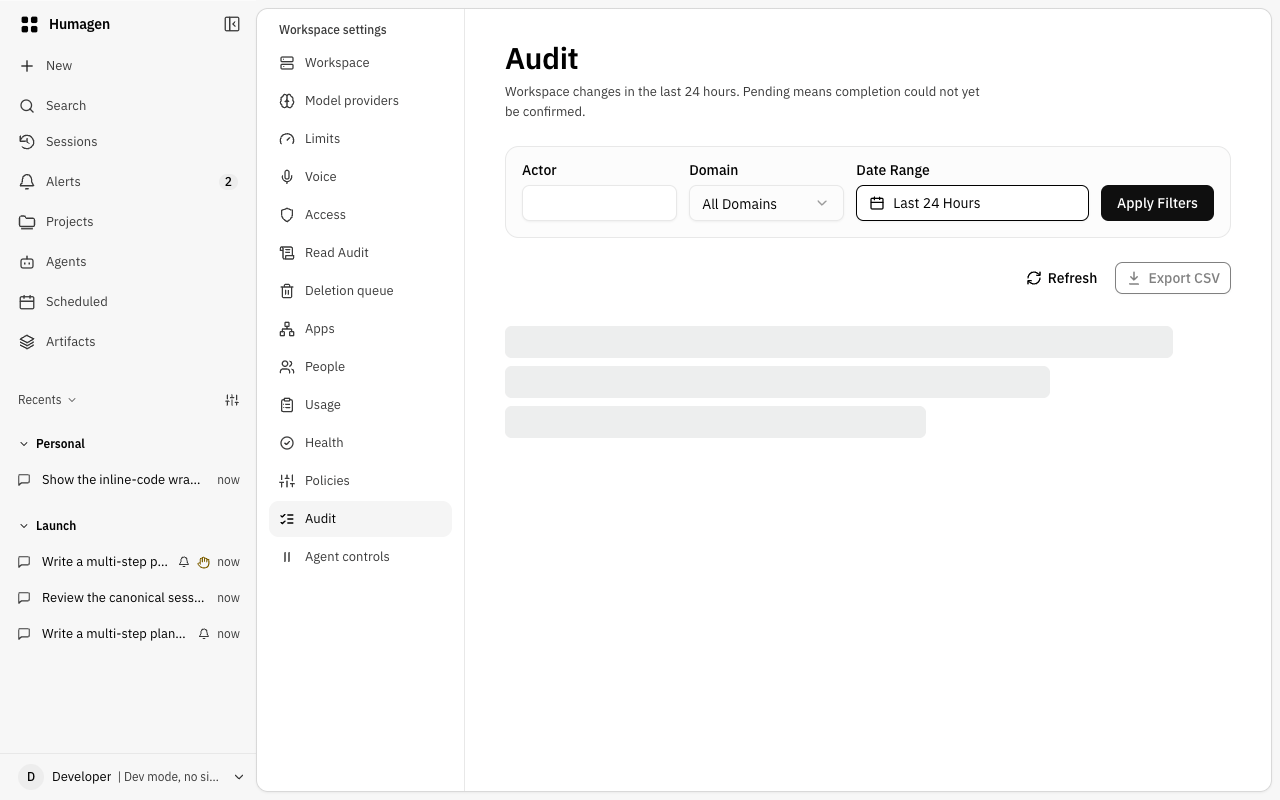 Humagen
New
Search
Sessions
Alerts 2
Projects
Agents
Scheduled
Artifacts
Recents
Personal
Show the inline-code wra... now
Launch
Write a multi-step p... now
Review the canonical sess... now
Write a multi-step plan... now
D Developer | Dev mode, no si...
Workspace settings
Workspace
Model providers
Limits
Voice
Access
Read Audit
Deletion queue
Apps
People
Usage
Health
Policies
Audit
Agent controls
Audit
Workspace changes in the last 24 hours. Pending means completion could not yet
be confirmed.
Actor Domain Date Range
All Domains Last 24 Hours Apply Filters
Refresh Export CSV